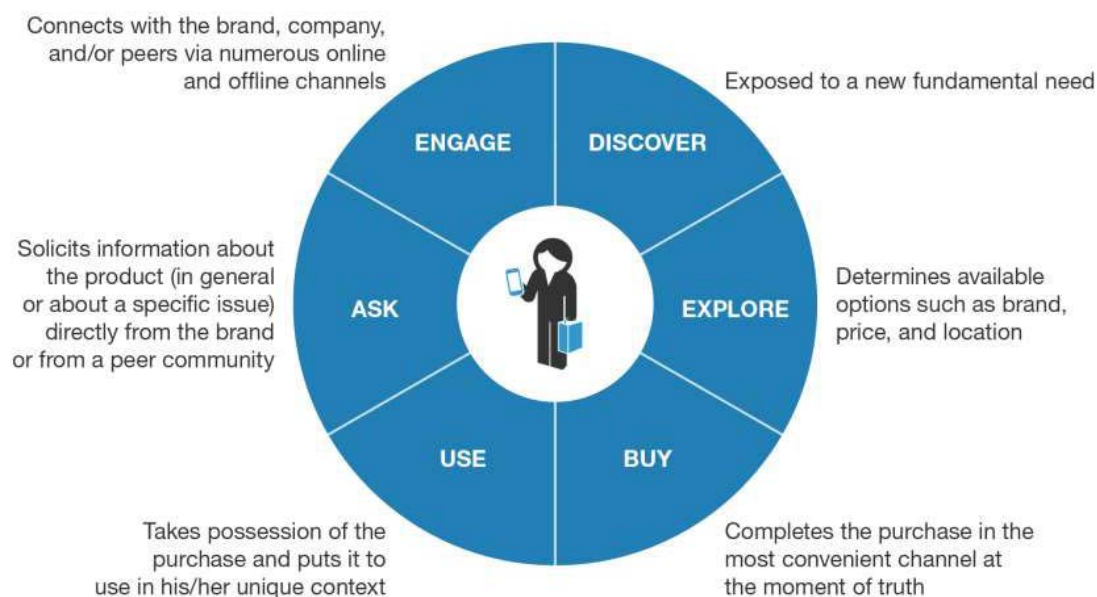 Connects with the brand, company,
and/or peers via numerous online
and offline channels
Exposed to a new fundamental need
ENGAGE
DISCOVER
Solicits information about
the product (in general
or about a specific issue)
directly from the brand
or from a peer community
ASK
EXPLORE
Determines available
options such as brand,
price, and location
USE
BUY
Takes possession of the
purchase and puts it to
use in his/her unique context
Completes the purchase in the
most convenient channel at
the moment of truth